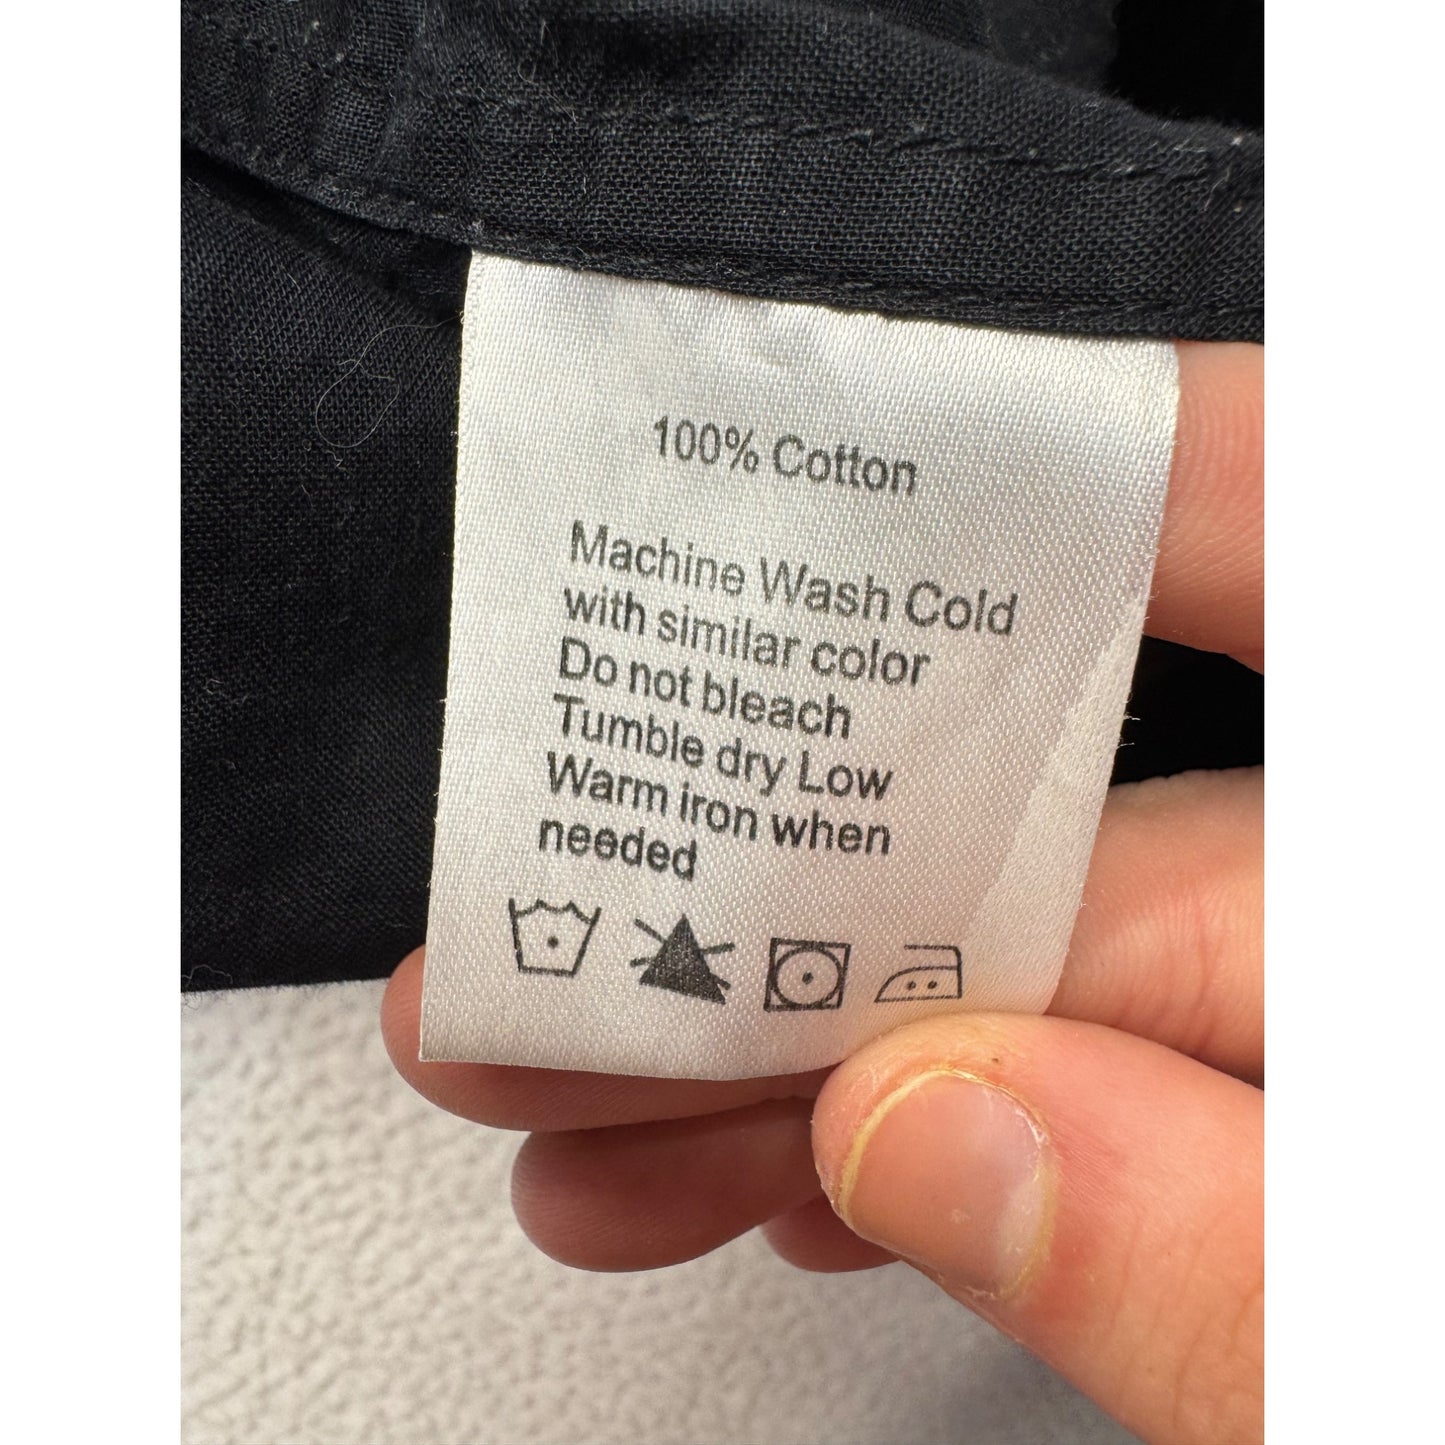 100% Cotton
Machine Wash Cold
with similar color
Do not bleach
Tumble dry Low
Warm iron when
needed